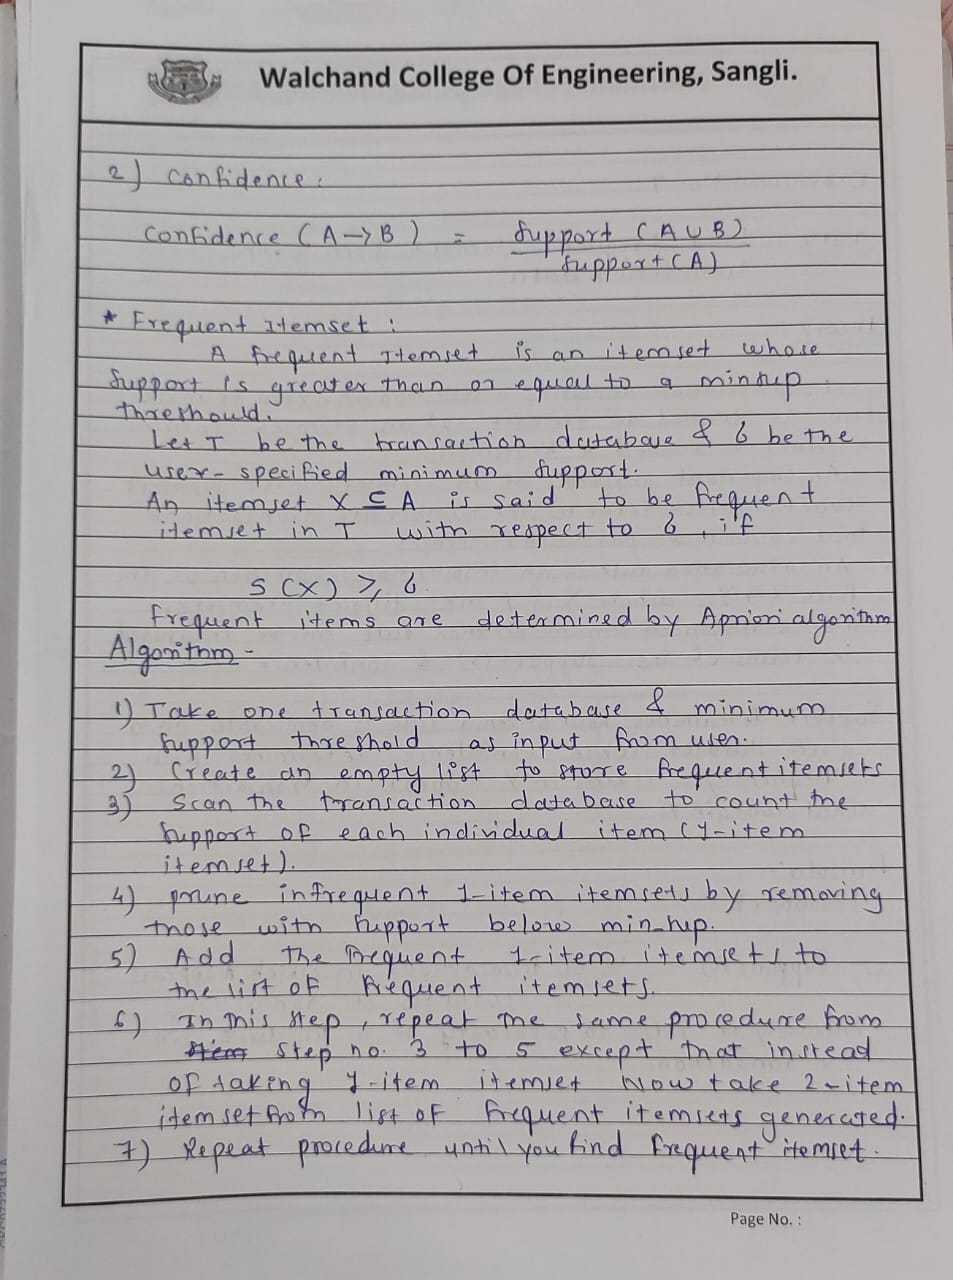 Walchand College Of Engineering, Sangli.
2) Confidence:
Confidence (A→B) = Support (A∪B)
Support (A)
* Frequent Itemset :
A frequent Itemset is an itemset whose
Support is greater than or equal to a minsup
threshould.
Let T be the transaction database & 6 be the
user-specified minimum support.
An itemset X ⊆ A is said to be frequent
itemset in T with respect to 6, if
S(X) ≥ 6.
frequent items are determined by Apriori algorithm
Algorithm -
1) Take one transaction database & minimum
support threshold as input from user.
2) Create an empty list to store frequent itemsets
3) Scan the transaction database to count the
support of each individual item (1-item
itemset).
4) prune infrequent 1-item itemsets by removing
those with support below min-sup.
5) Add the frequent 1-item itemsets to
the list of frequent itemsets.
6) In this step, repeat the same procedure from
step no. 3 to 5 except that instead
of taking 1-item itemset Now take 2-item
itemset from list of frequent itemsets generated.
7) Repeat procedure until you find frequent itemset.
Page No. :